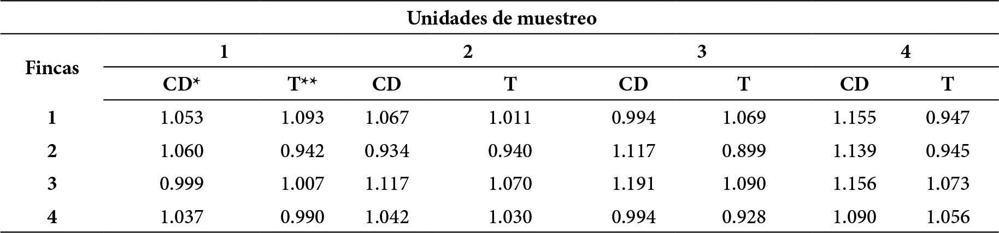 Unidades de muestreo
Fincas 1 2 3 4
CD* T** CD T CD T CD T
1 1.053 1.093 1.067 1.011 0.994 1.069 1.155 0.947
2 1.060 0.942 0.934 0.940 1.117 0.899 1.139 0.945
3 0.999 1.007 1.117 1.070 1.191 1.090 1.156 1.073
4 1.037 0.990 1.042 1.030 0.994 0.928 1.090 1.056